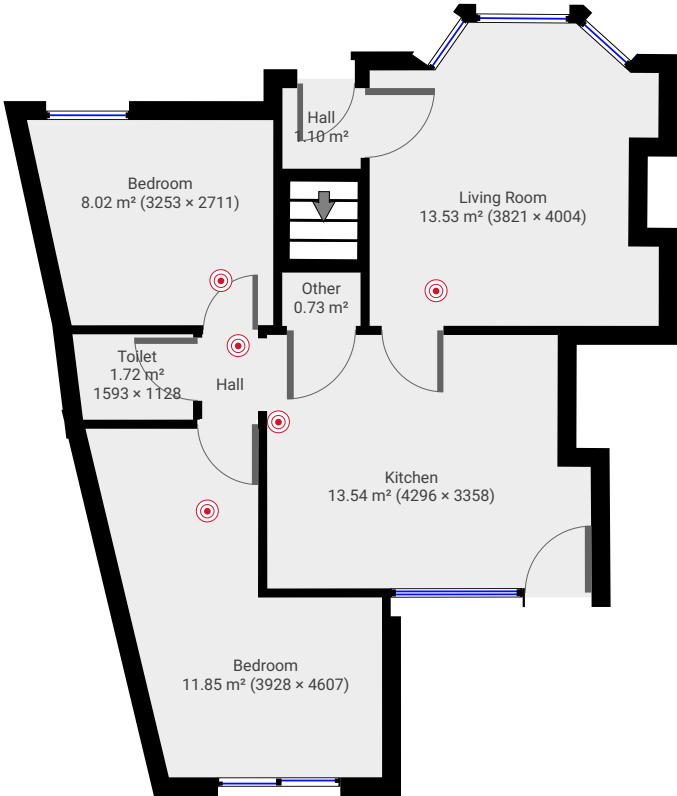 Hall
1.10 m²
Bedroom
8.02 m² (3253 × 2711)
Living Room
13.53 m² (3821 × 4004)
Other
0.73 m²
Toilet
1.72 m²
1593 × 1128
Hall
Kitchen
13.54 m² (4296 × 3358)
Bedroom
11.85 m² (3928 × 4607)